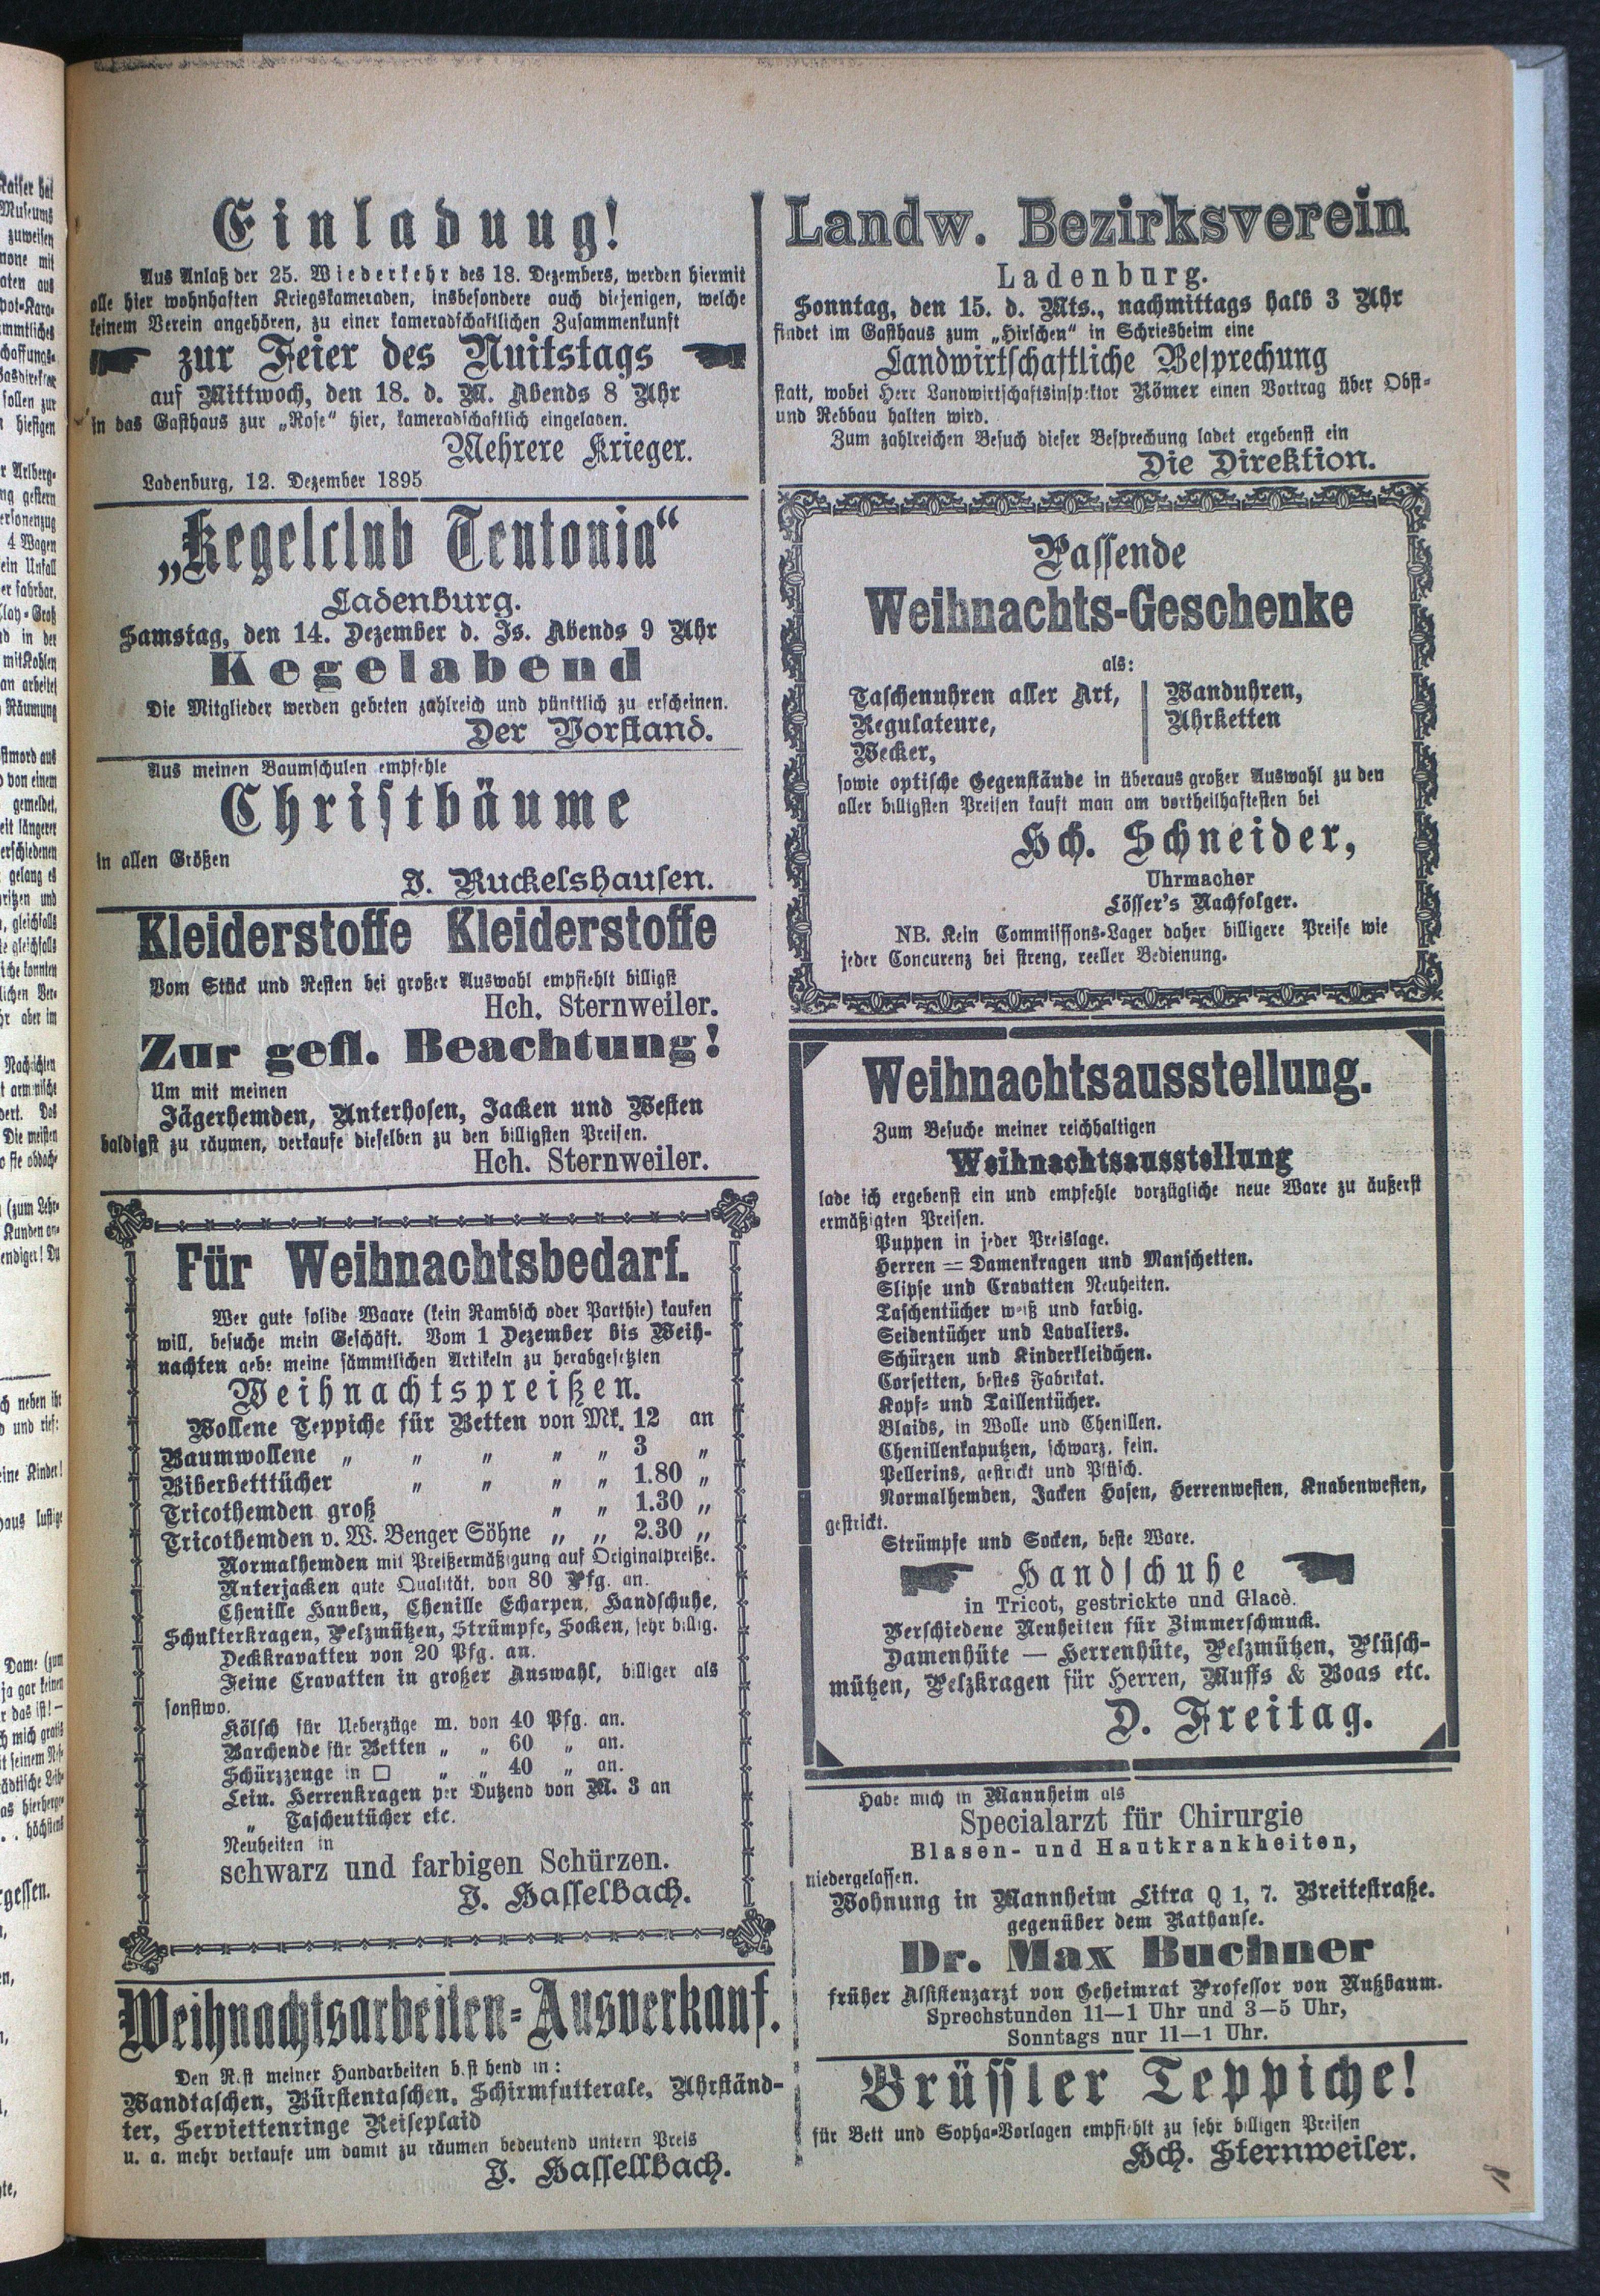 Einladuug!
Aus Anlaß der 25. Wiederkehr des 18. Dezembers, werden hiermit
alle hier wohnhaften Kriegskameraden, insbesondere auch diejenigen, welche
keinem Verein angehören, zu einer kameradschaftlichen Zusammenkunft
zur Feier des Nuitstags
auf Mittwoch, den 18. d. M. Abends 8 Uhr
in das Gasthaus zur „Rose“ hier, kameradschaftlich eingeladen.
Mehrere Krieger.
Ladenburg, 12. Dezember 1895
„Kegelclub Teutonia“
Ladenburg.
Samstag, den 14. Dezember d. Js. Abends 9 Uhr
Kegelabend
Die Mitglieder werden gebeten zahlreich und pünktlich zu erscheinen.
Der Vorstand.
Aus meinen Baumschulen empfehle
Christbäume
in allen Größen
J. Ruckelshausen.
Kleiderstoffe Kleiderstoffe
Vom Stück und Resten bei großer Auswahl empfiehlt billigst
Hch. Sternweiler.
Zur gefl. Beachtung!
Um mit meinen
Jägerhemden, Unterhosen, Jacken und Westen
baldigst zu räumen, verkaufe dieselben zu den billigsten Preisen.
Hch. Sternweiler.
Für Weihnachtsbedarf.
Wer gute solide Waare (kein Rambsch oder Parthie) kaufen
will, besuche mein Geschäft. Vom 1 Dezember bis Weih-
nachten gebe meine sämmtlichen Artikeln zu herabgesetzten
Weihnachtspreißen.
Wollene Teppiche für Betten von Mk. 12 an
Baumwollene „ „ „ „ „ 3 „
Biberbetttücher „ „ „ „ 1.80 „
Tricothemden groß „ „ 1.30 „
Tricothemden v. W. Benger Söhne „ „ 2.30 „
Normalhemden mit Preißermäßigung auf Originalpreiße.
Unterjacken gute Qualität, von 80 Pfg. an.
Chenille Hauben, Chenille Echarpen, Handschuhe,
Schulterkragen, Pelzmützen, Strümpfe, Socken, sehr billig.
Deckkravatten von 20 Pfg. an.
Feine Cravatten in großer Auswahl, billiger als
sonstwo.
Kölsch für Ueberzüge m. von 40 Pfg. an.
Barchende für Betten „ „ 60 „ an.
Schürzzenge in □ „ „ 40 „ an.
Lein. Herrenkragen per Dutzend von M. 3 an
„ Taschentücher etc.
Neuheiten in
schwarz und farbigen Schürzen.
J. Hasselbach.
Weihnachtsarbeiten-Ausverkauf.
Den Rest meiner Handarbeiten b.st hend in:
Wandtaschen, Bürstentaschen, Schirmfutterale, Uhrständ-
ter, Serviettenringe Reiseplaid
u. a. mehr verkaufe um damit zu räumen bedeutend untern Preis
J. Hassellbach.
Landw. Bezirksverein
Ladenburg.
Sonntag, den 15. d. Mts., nachmittags halb 3 Uhr
findet im Gasthaus zum „Hirschen“ in Schriesheim eine
Landwirtschaftliche Besprechung
statt, wobei Herr Landwirtschaftsinspektor Römer einen Vortrag über Obst-
und Rebbau halten wird.
Zum zahlreichen Besuch dieser Besprechung ladet ergebenst ein
Die Direktion.
Passende
Weihnachts-Geschenke
als:
Taschenuhren aller Art,
Regulateure,
Wecker,
Wanduhren,
Uhrketten
sowie optische Gegenstände in überaus großer Auswahl zu den
aller billigsten Preisen kauft man am vortheilhaftesten bei
Hch. Schneider,
Uhrmacher
Lösser's Nachfolger.
NB. Kein Commissions-Lager daher billigere Preise wie
jeder Concurenz bei streng, reeller Bedienung.
Weihnachtsausstellung.
Zum Besuche meiner reichhaltigen
Weihnachtsausstellung
lade ich ergebenst ein und empfehle vorzügliche neue Ware zu äußerst
ermäßigten Preisen.
Puppen in jeder Preislage.
Herren = Damenkragen und Manschetten.
Slipse und Cravatten Neuheiten.
Taschentücher weiß und farbig.
Seidentücher und Lavaliers.
Schürzen und Kinderkleidchen.
Corsetten, bestes Fabrikat.
Kopf- und Taillentücher.
Blaids, in Wolle und Chenillen.
Chenillenkaputzen, schwarz, fein.
Pellerins, gestrickt und Plüsch.
Normalhemden, Jacken Hosen, Herrenwesten, Knabenwesten,
gestrickt.
Strümpfe und Socken, beste Ware.
Handschuhe
in Tricot, gestrickte und Glacè.
Verschiedene Neuheiten für Zimmerschmuck.
Damenhüte — Herrenhüte, Pelzmützen, Plüsch-
mützen, Pelzkragen für Herren, Muffs & Boas etc.
D. Freitag.
Habe mich in Mannheim als
Specialarzt für Chirurgie
Blasen- und Hautkrankheiten,
niedergelassen.
Wohnung in Mannheim Litra Q 1, 7. Breitestraße.
gegenüber dem Rathause.
Dr. Max Buchner
früher Assistenzarzt von Geheimrat Professor von Nußbaum.
Sprechstunden 11—1 Uhr und 3—5 Uhr,
Sonntags nur 11—1 Uhr.
Brüssler Teppiche!
für Bett und Sopha-Vorlagen empfiehlt zu sehr billigen Preisen
Hch. Sternweiler.